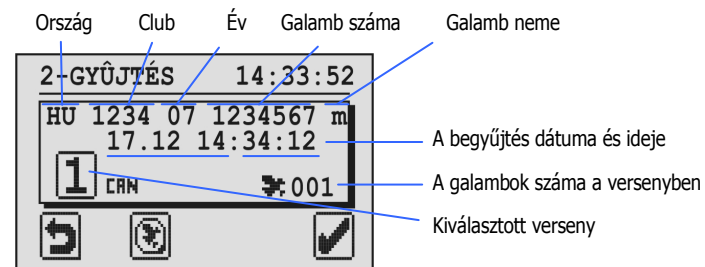 Ország Club Év Galamb száma Galamb neme
2-GYÛJTÉS 14:33:52
HU 1234 07 1234567 m
17.12 14:34:12
A begyűjtés dátuma és ideje
1 CAN 001
A galambok száma a versenyben
Kiválasztott verseny